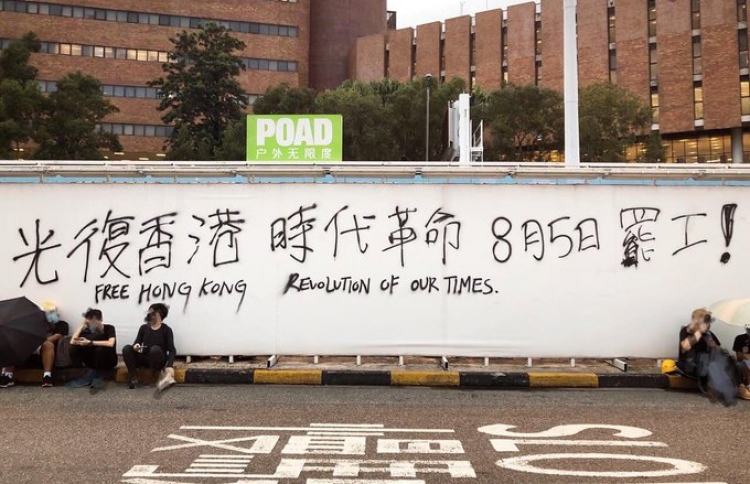 POAD
户外无限度
光復香港 時代革命 8月5日 罷工!
FREE HONG KONG REVOLUTION OF OUR TIMES.